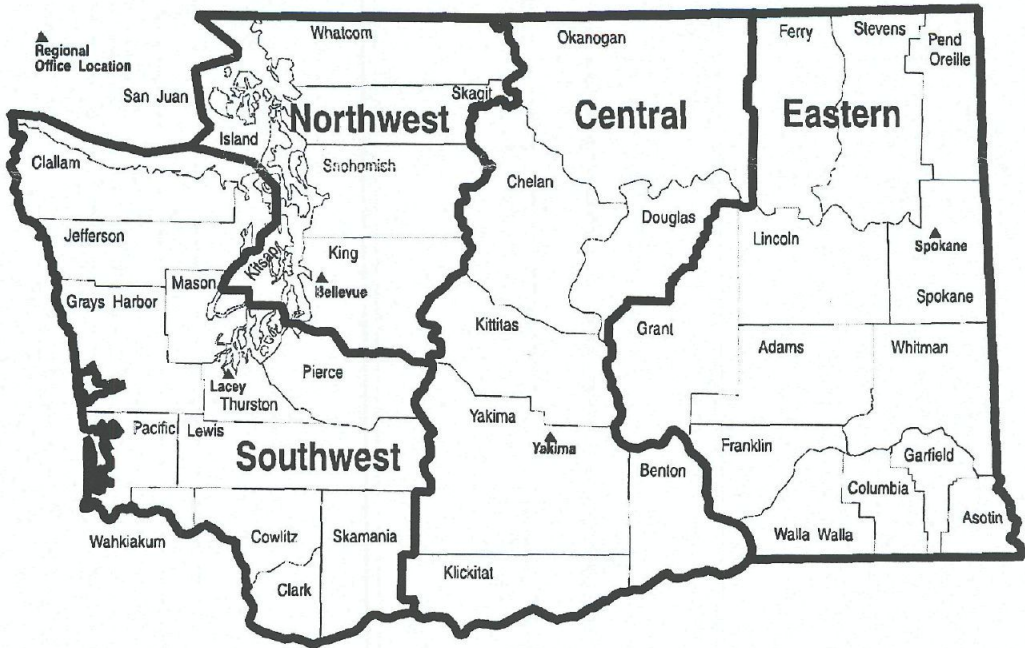 ▲
Regional
Office Location
Whatcom
Okanogan
Ferry
Stevens
Pend
Oreille
San Juan
Skagit
Northwest
Central
Eastern
Island
Clallam
Snohomish
Chelan
Douglas
Jefferson
Lincoln
▲
Spokane
King
Kitsap
▲
Bellevue
Mason
Grays Harbor
Spokane
Kittitas
Grant
Adams
Whitman
Pierce
▲
Lacey
Thurston
Pacific
Lewis
Yakima
▲
Yakima
Franklin
Southwest
Benton
Garfield
Columbia
Asotin
Wahkiakum
Cowlitz
Skamania
Walla Walla
Klickitat
Clark